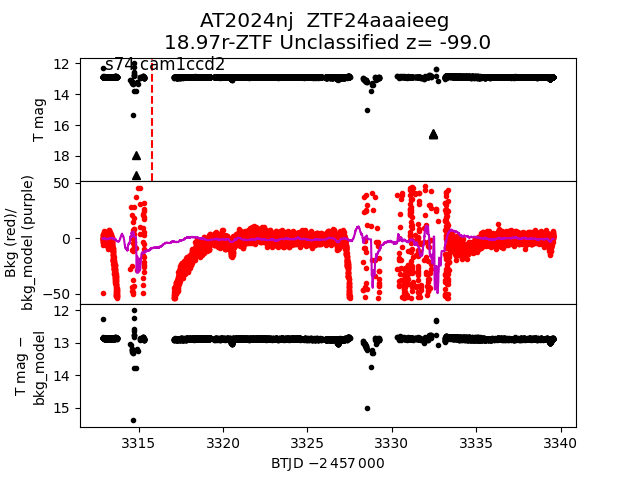 AT2024nj  ZTF24aaaieeg
18.97r-ZTF Unclassified z= -99.0
s74 cam1ccd2
12
14
16
18
T mag
50
0
−50
Bkg (red)/
bkg_model (purple)
12
13
14
15
T mag −
bkg_model
3315
3320
3325
3330
3335
3340
BTJD −2 457 000